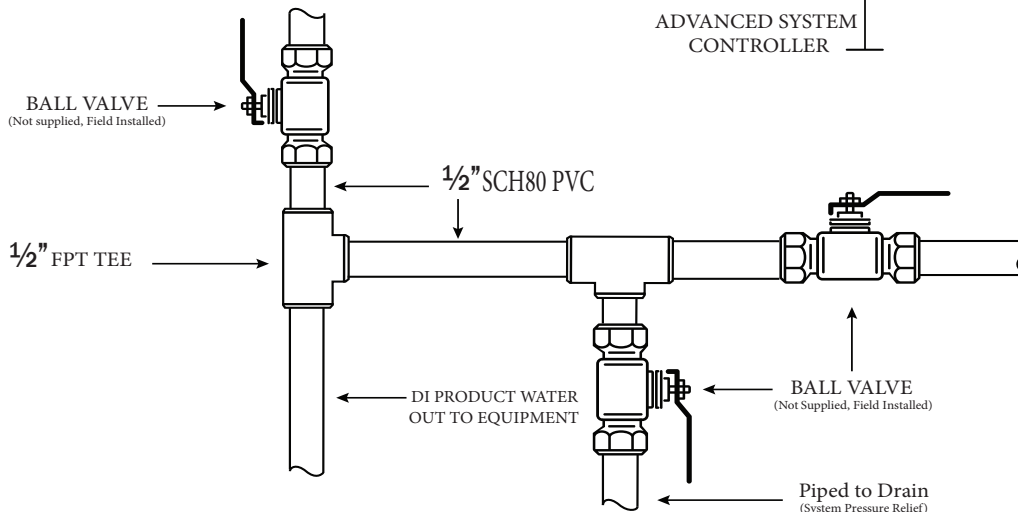 ADVANCED SYSTEM
CONTROLLER
BALL VALVE
(Not supplied, Field Installed)
½” SCH80 PVC
½” FPT TEE
DI PRODUCT WATER
OUT TO EQUIPMENT
BALL VALVE
(Not Supplied, Field Installed)
Piped to Drain
(System Pressure Relief)